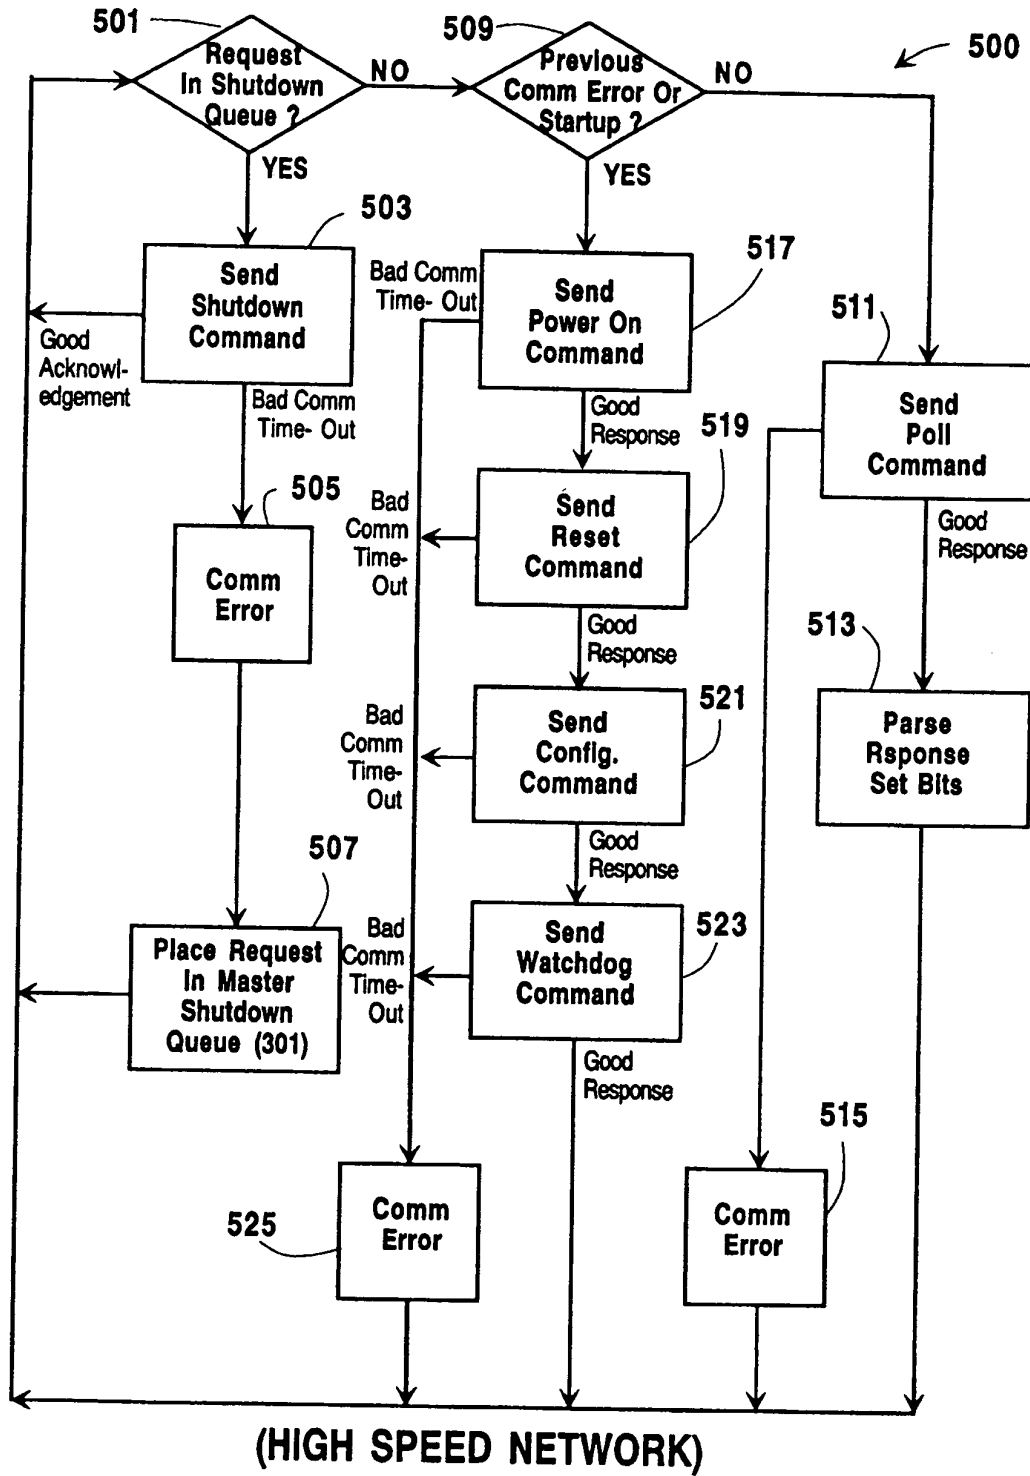 501
Request
In Shutdown
Queue ?
NO
YES
509
Previous
Comm Error Or
Startup ?
NO
YES
500
503
Send
Shutdown
Command
Good
Acknowl-
edgement
Bad Comm
Time- Out
505
Comm
Error
507
Place Request
In Master
Shutdown
Queue (301)
Bad Comm
Time- Out
517
Send
Power On
Command
Good
Response
519
Send
Reset
Command
Bad
Comm
Time-
Out
Good
Response
521
Send
Config.
Command
Bad
Comm
Time-
Out
Good
Response
523
Send
Watchdog
Command
Bad
Comm
Time-
Out
Good
Response
525
Comm
Error
511
Send
Poll
Command
Good
Response
513
Parse
Rsponse
Set Bits
515
Comm
Error
(HIGH SPEED NETWORK)